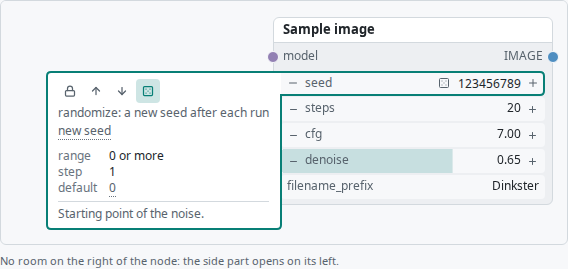 Sample image
model IMAGE
− seed 123456789 +
− steps 20 +
− cfg 7.00 +
− denoise 0.65 +
filename_prefix Dinkster
randomize: a new seed after each run
new seed
range 0 or more
step 1
default 0
Starting point of the noise.
No room on the right of the node: the side part opens on its left.